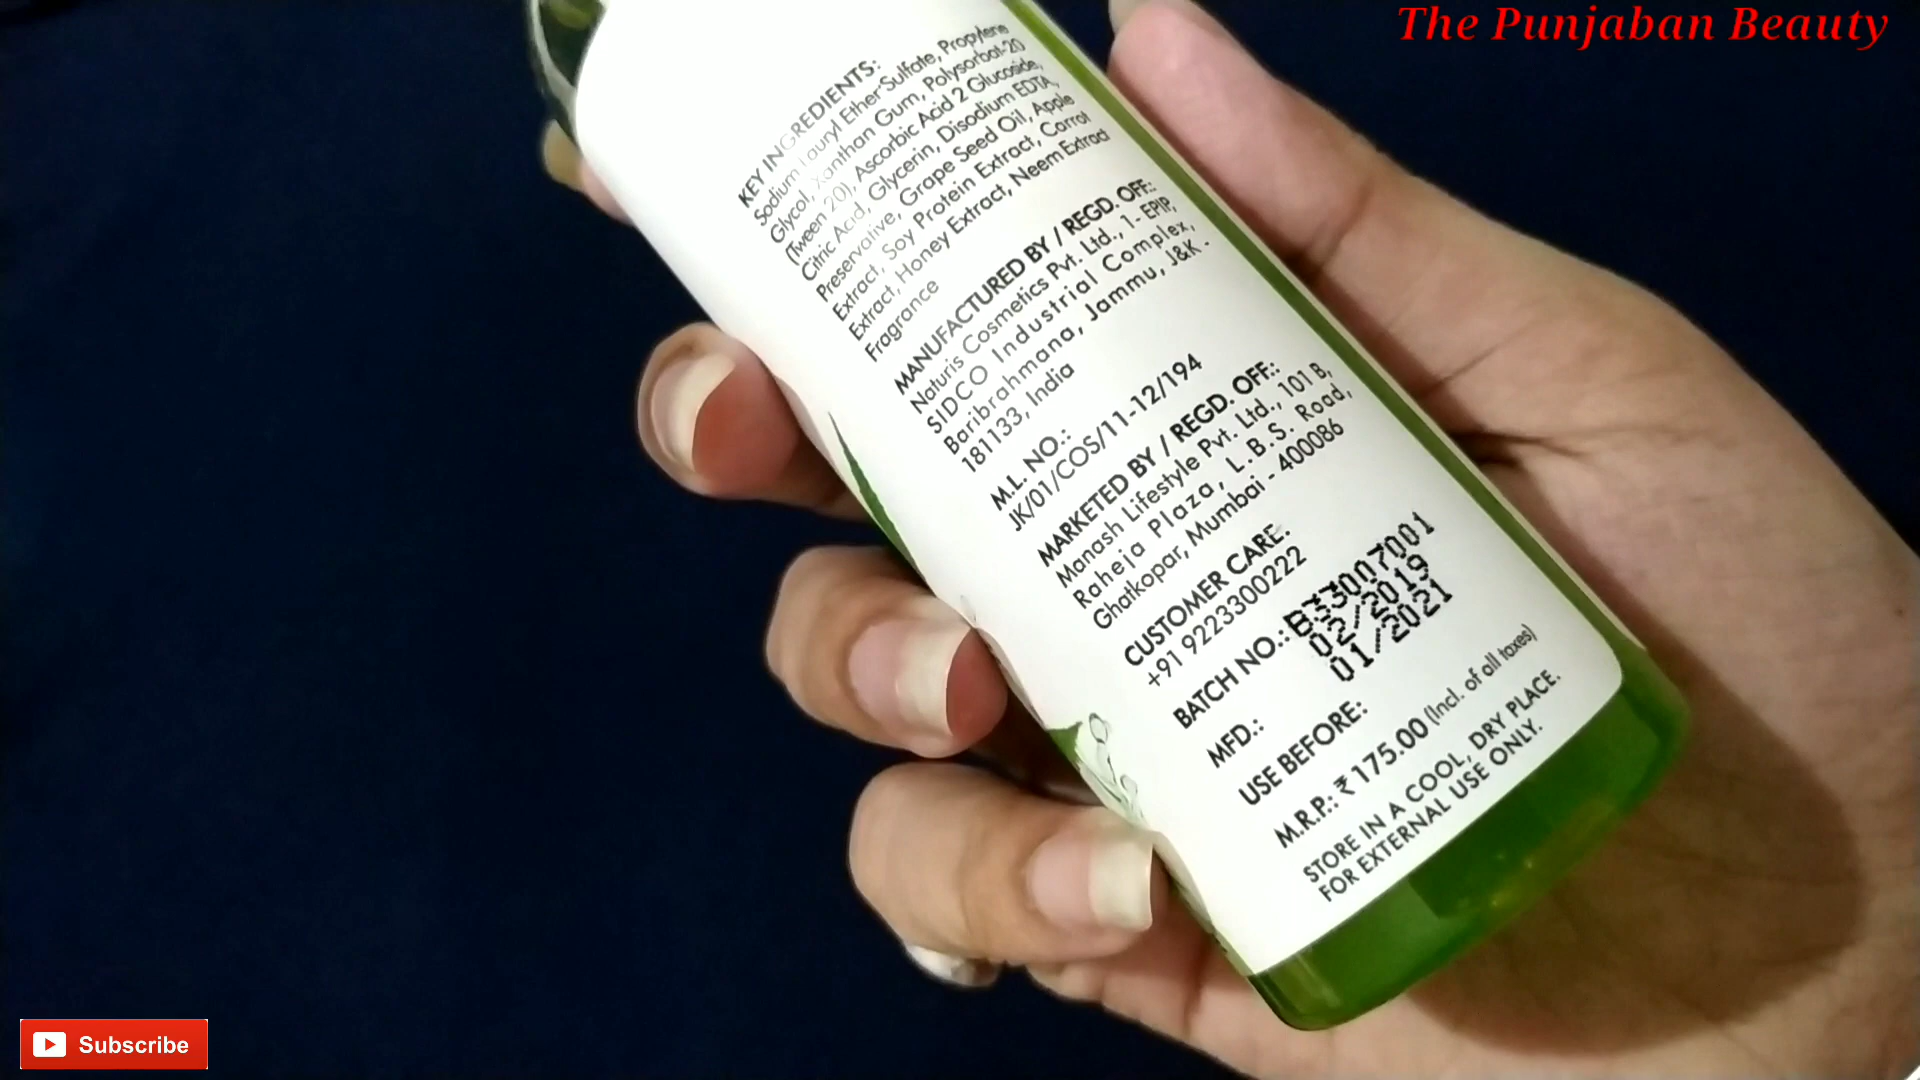 The Punjaban Beauty
KEY INGREDIENTS:
Sodium Lauryl Ether Sulfate, Propylene
Glycol, Xanthan Gum, Polysorbat-20
(Tween 20), Ascorbic Acid 2 Glucoside,
Citric Acid, Glycerin, Disodium EDTA,
Preservative, Grape Seed Oil, Apple
Extract, Soy Protein Extract, Carrot
Extract, Honey Extract, Neem Extract
Fragrance
MANUFACTURED BY / REGD. OFF.:
Naturis Cosmetics Pvt. Ltd., 1- EPIP,
SIDCO Industrial Complex,
Baribrahmana, Jammu, J&K -
181133, India
M.L. NO.:
JK/01/COS/11-12/194
MARKETED BY / REGD. OFF.:
Manash Lifestyle Pvt. Ltd., 101 B,
Raheja Plaza, L.B.S. Road,
Ghatkopar, Mumbai - 400086
CUSTOMER CARE:
+91 9223300222
BATCH NO.: B33007001
MFD.: 02/2019
USE BEFORE: 01/2021
M.R.P.: ₹ 175.00 (Incl. of all taxes)
STORE IN A COOL, DRY PLACE.
FOR EXTERNAL USE ONLY.
Subscribe